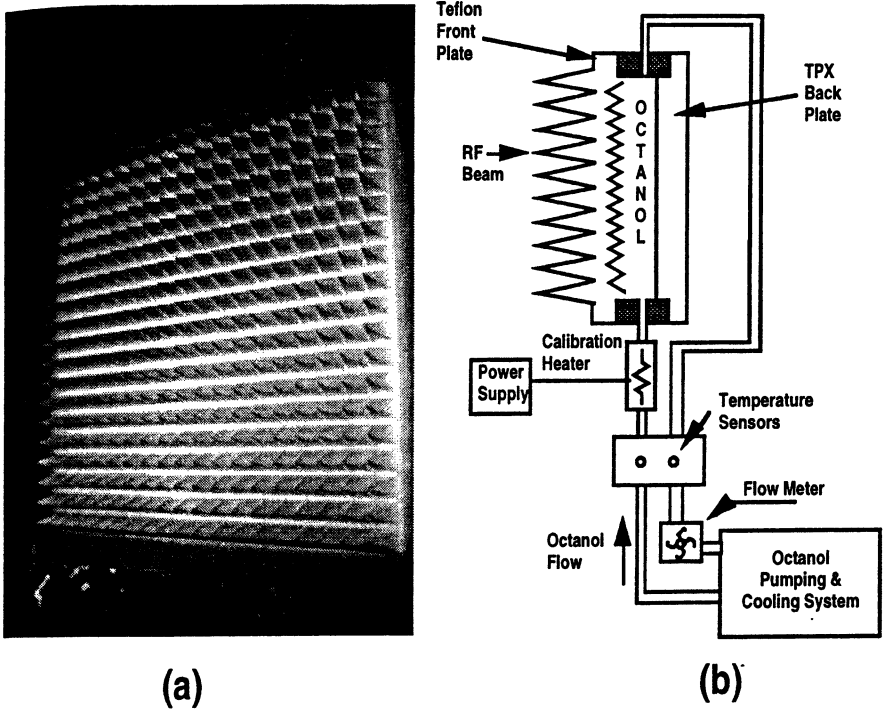 Teflon
Front
Plate
TPX
Back
Plate
RF
Beam
O
C
T
A
N
O
L
Calibration
Heater
Power
Supply
Temperature
Sensors
Flow Meter
Octanol
Flow
Octanol
Pumping &
Cooling System
(a)
(b)